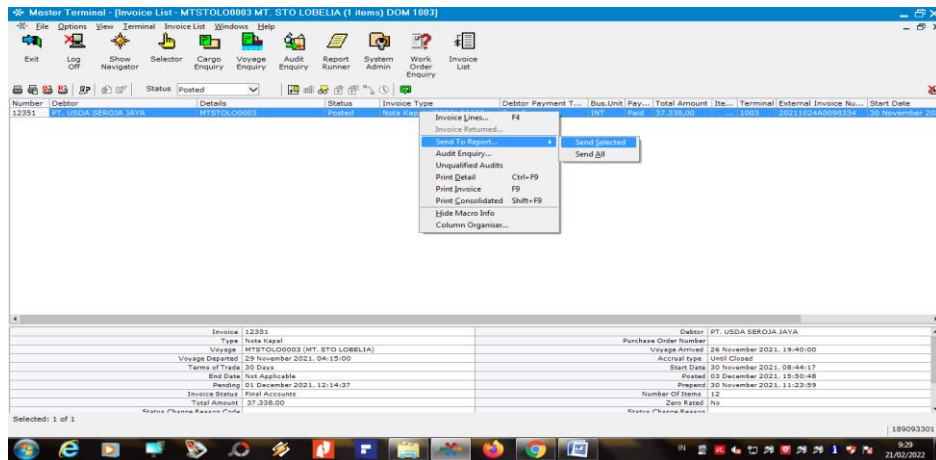 Master Terminal - [Invoice List - MTSTOLO0003 MT. STO LOBELIA (1 items) DOM 1003]
File Options View Terminal Invoice List Windows Help
Exit Log Off Show Navigator Selector Cargo Enquiry Voyage Enquiry Audit Enquiry Report Runner System Admin Work Order Enquiry Invoice List
RP Status Posted
Number Debtor Details Status Invoice Type Debtor Payment T... Bus.Unit Pay... Total Amount Ite... Terminal External Invoice Nu... Start Date
12351 PT. USDA SEROJA JAYA MTSTOLO0003 Posted Nota Kapal INT Paid 37.338,00 ... 1003 20211024A0098334 30 November 20
Invoice Lines... F4
Invoice Returned...
Send To Report... Send Selected
Audit Enquiry... Send All
Unqualified Audits
Print Detail Ctrl+F9
Print Invoice F9
Print Consolidated Shift+F9
Hide Macro Info
Column Organiser...
Invoice 12351 Debtor PT. USDA SEROJA JAYA
Type Nota Kapal Purchase Order Number
Voyage MTSTOLO0003 (MT. STO LOBELIA) Voyage Arrived 26 November 2021, 19:40:00
Voyage Departed 29 November 2021, 04:15:00 Accrual type Until Closed
Terms of Trade 30 Days Start Date 30 November 2021, 08:44:17
End Date Not Applicable Posted 03 December 2021, 15:50:48
Pending 01 December 2021, 12:14:37 Prepend 30 November 2021, 11:23:59
Invoice Status Final Accounts Number Of Items 12
Total Amount 37.338,00 Zero Rated No
Status Change Reason Code Status Change Reason
Selected: 1 of 1
189093301
IN 9:29
21/02/2022